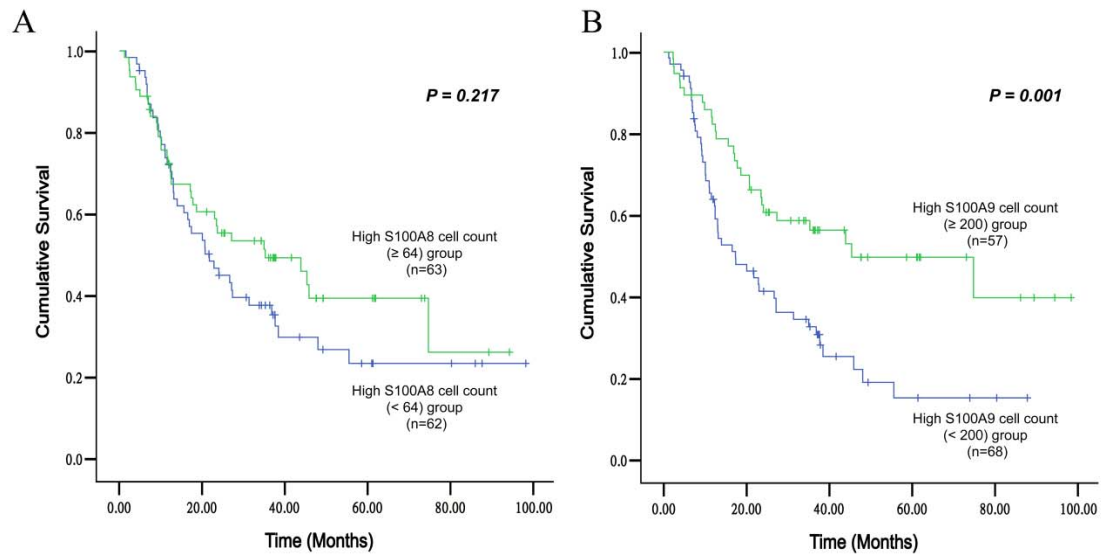 A
P = 0.217
Cumulative Survival
1.0
0.8
0.6
0.4
0.2
0.0
High S100A8 cell count
(≥ 64) group
(n=63)
High S100A8 cell count
(< 64) group
(n=62)
0.00
20.00
40.00
60.00
80.00
100.00
Time (Months)
B
P = 0.001
Cumulative Survival
1.0
0.8
0.6
0.4
0.2
0.0
High S100A9 cell count
(≥ 200) group
(n=57)
High S100A9 cell count
(< 200) group
(n=68)
0.00
20.00
40.00
60.00
80.00
100.00
Time (Months)